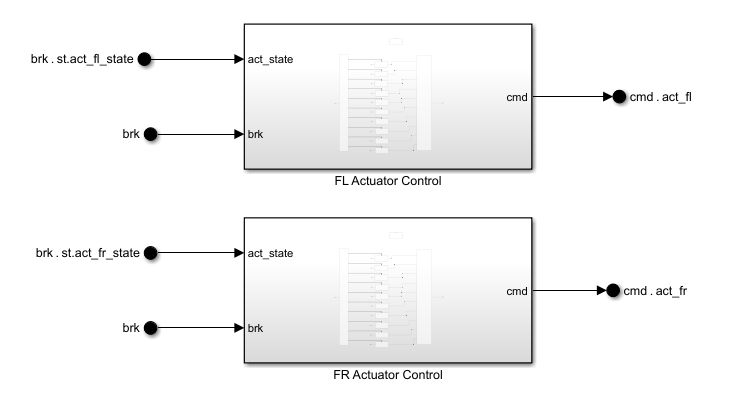 brk . st.act_fl_state
act_state
brk
brk
cmd
cmd . act_fl
FL Actuator Control
brk . st.act_fr_state
act_state
brk
brk
cmd
cmd . act_fr
FR Actuator Control